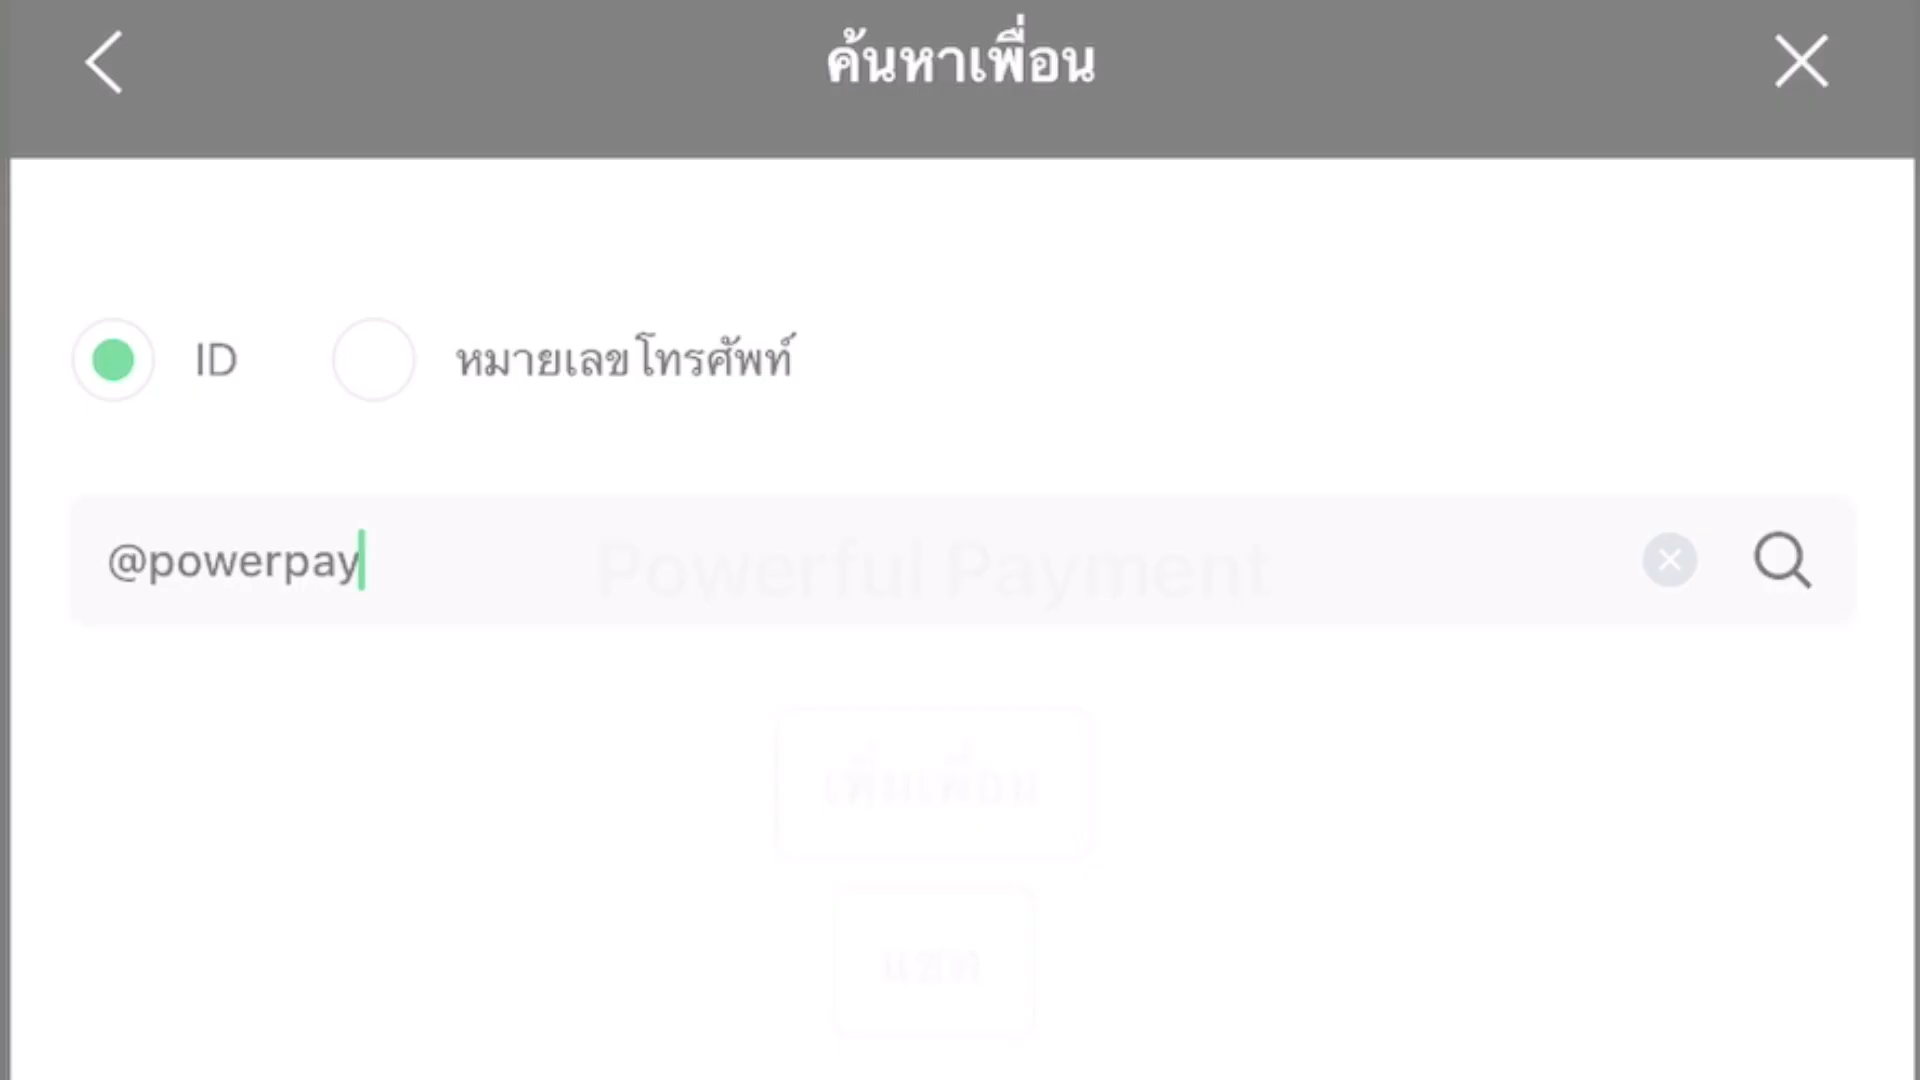 ค้นหาเพื่อน
ID หมายเลขโทรศัพท์
@powerpay
Powerful Payment
เพิ่มเพื่อน
แชท